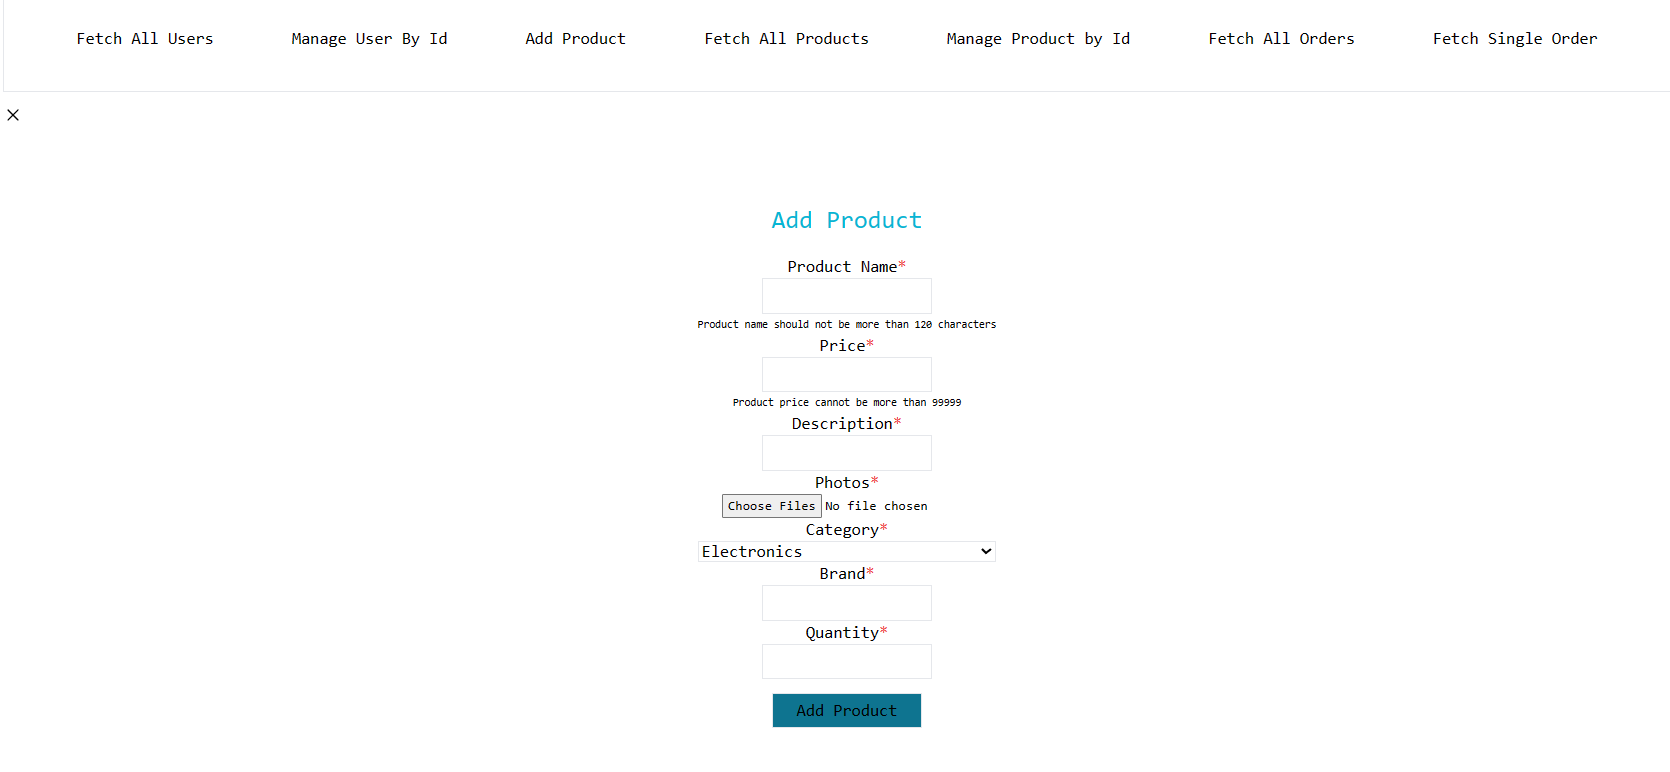 Fetch All Users Manage User By Id Add Product Fetch All Products Manage Product by Id Fetch All Orders Fetch Single Order
Add Product
Product Name*
Product name should not be more than 120 characters
Price*
Product price cannot be more than 99999
Description*
Photos*
Choose Files No file chosen
Category*
Electronics
Brand*
Quantity*
Add Product